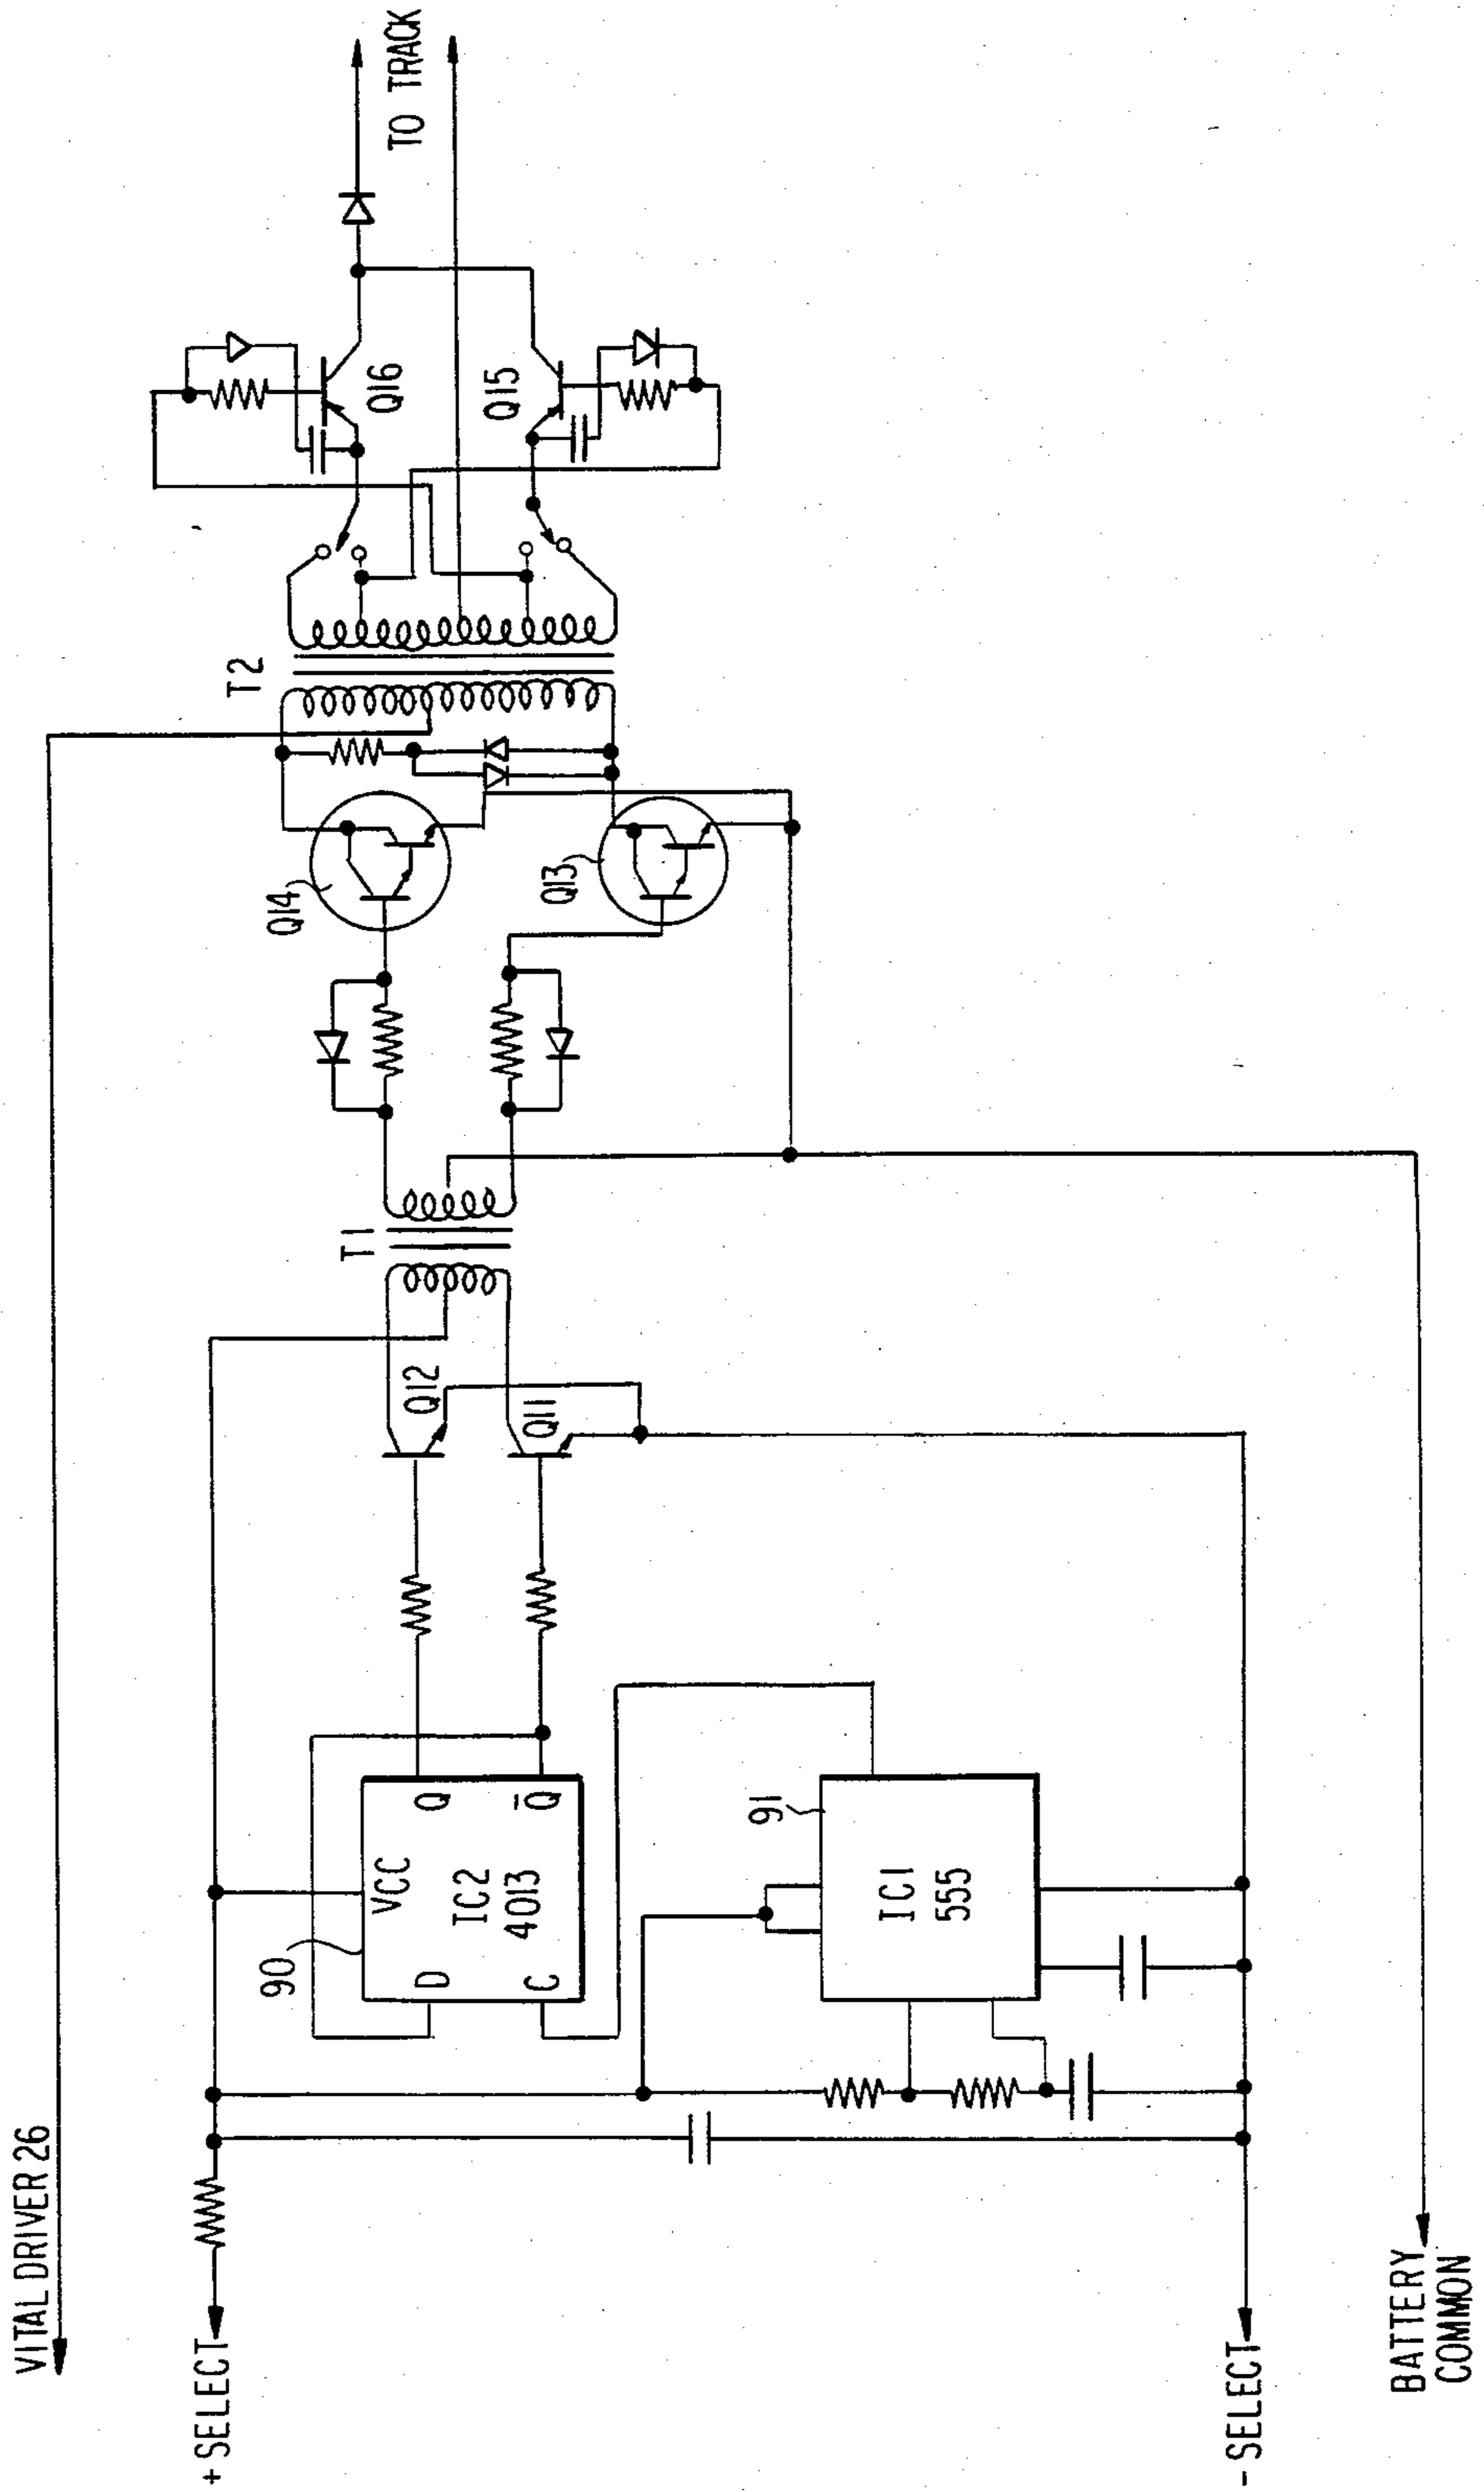 VITAL DRIVER 26
+ SELECT
90
VCC
D
Q
IC2
4013
C
Q̄
91
IC1
555
- SELECT
BATTERY
COMMON
Q12
Q11
T1
Q14
Q13
T2
Q16
Q15
TO TRACK